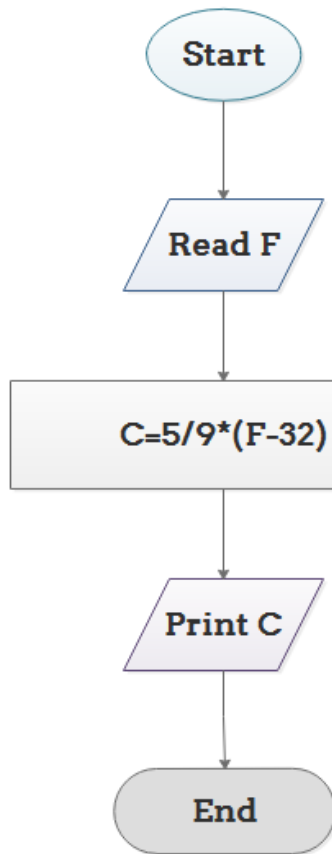 Start
Read F
C=5/9*(F-32)
Print C
End